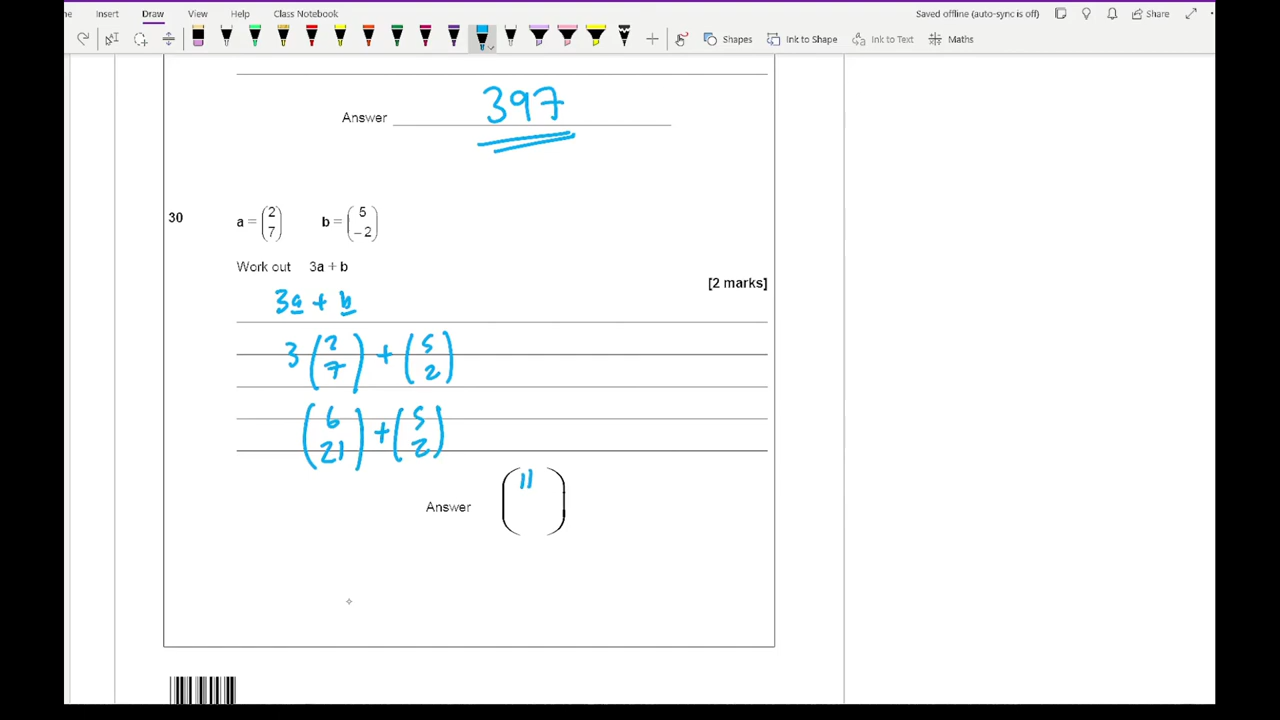 ne Insert Draw View Help Class Notebook Saved offline (auto-sync is off) Share
Shapes Ink to Shape Ink to Text Maths
Answer 397
30 a = (2 7) b = (5 −2)
Work out 3a + b
[2 marks]
3a + b
3 (2 7) + (5 2)
(6 21) + (5 2)
Answer (11)